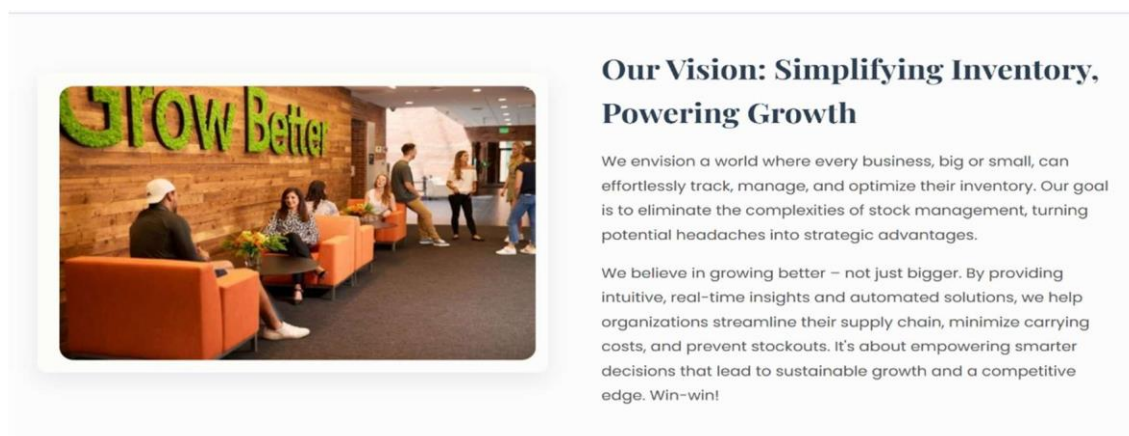 Grow Better
Our Vision: Simplifying Inventory,
Powering Growth
We envision a world where every business, big or small, can
effortlessly track, manage, and optimize their inventory. Our goal
is to eliminate the complexities of stock management, turning
potential headaches into strategic advantages.
We believe in growing better – not just bigger. By providing
intuitive, real-time insights and automated solutions, we help
organizations streamline their supply chain, minimize carrying
costs, and prevent stockouts. It's about empowering smarter
decisions that lead to sustainable growth and a competitive
edge. Win-win!